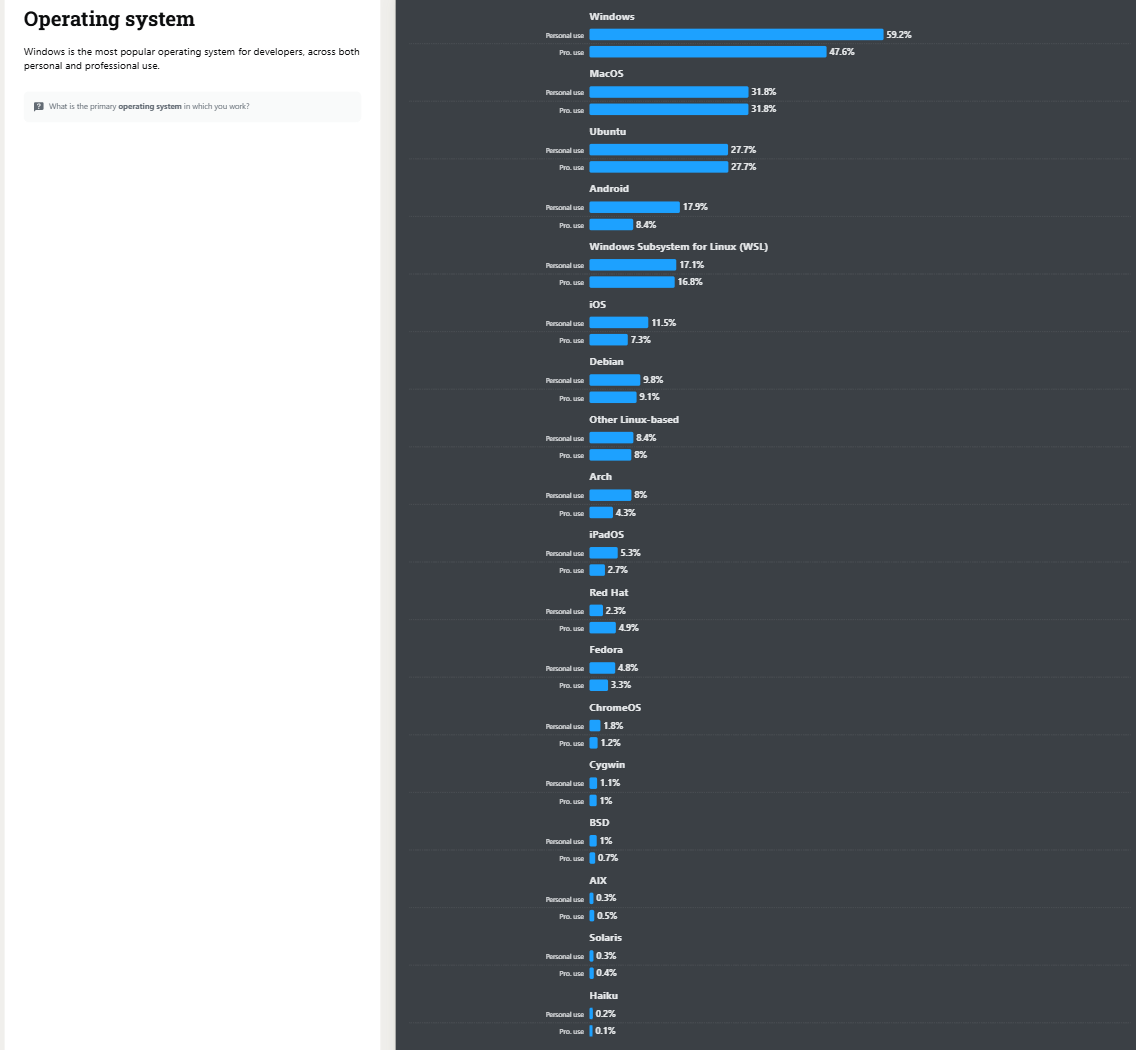 Operating system
Windows is the most popular operating system for developers, across both
personal and professional use.
What is the primary operating system in which you work?
Windows
Personal use 59.2%
Pro. use 47.6%
MacOS
Personal use 31.8%
Pro. use 31.8%
Ubuntu
Personal use 27.7%
Pro. use 27.7%
Android
Personal use 17.9%
Pro. use 8.4%
Windows Subsystem for Linux (WSL)
Personal use 17.1%
Pro. use 16.8%
iOS
Personal use 11.5%
Pro. use 7.3%
Debian
Personal use 9.8%
Pro. use 9.1%
Other Linux-based
Personal use 8.4%
Pro. use 8%
Arch
Personal use 8%
Pro. use 4.3%
iPadOS
Personal use 5.3%
Pro. use 2.7%
Red Hat
Personal use 2.3%
Pro. use 4.9%
Fedora
Personal use 4.8%
Pro. use 3.3%
ChromeOS
Personal use 1.8%
Pro. use 1.2%
Cygwin
Personal use 1.1%
Pro. use 1%
BSD
Personal use 1%
Pro. use 0.7%
AIX
Personal use 0.3%
Pro. use 0.5%
Solaris
Personal use 0.3%
Pro. use 0.4%
Haiku
Personal use 0.2%
Pro. use 0.1%